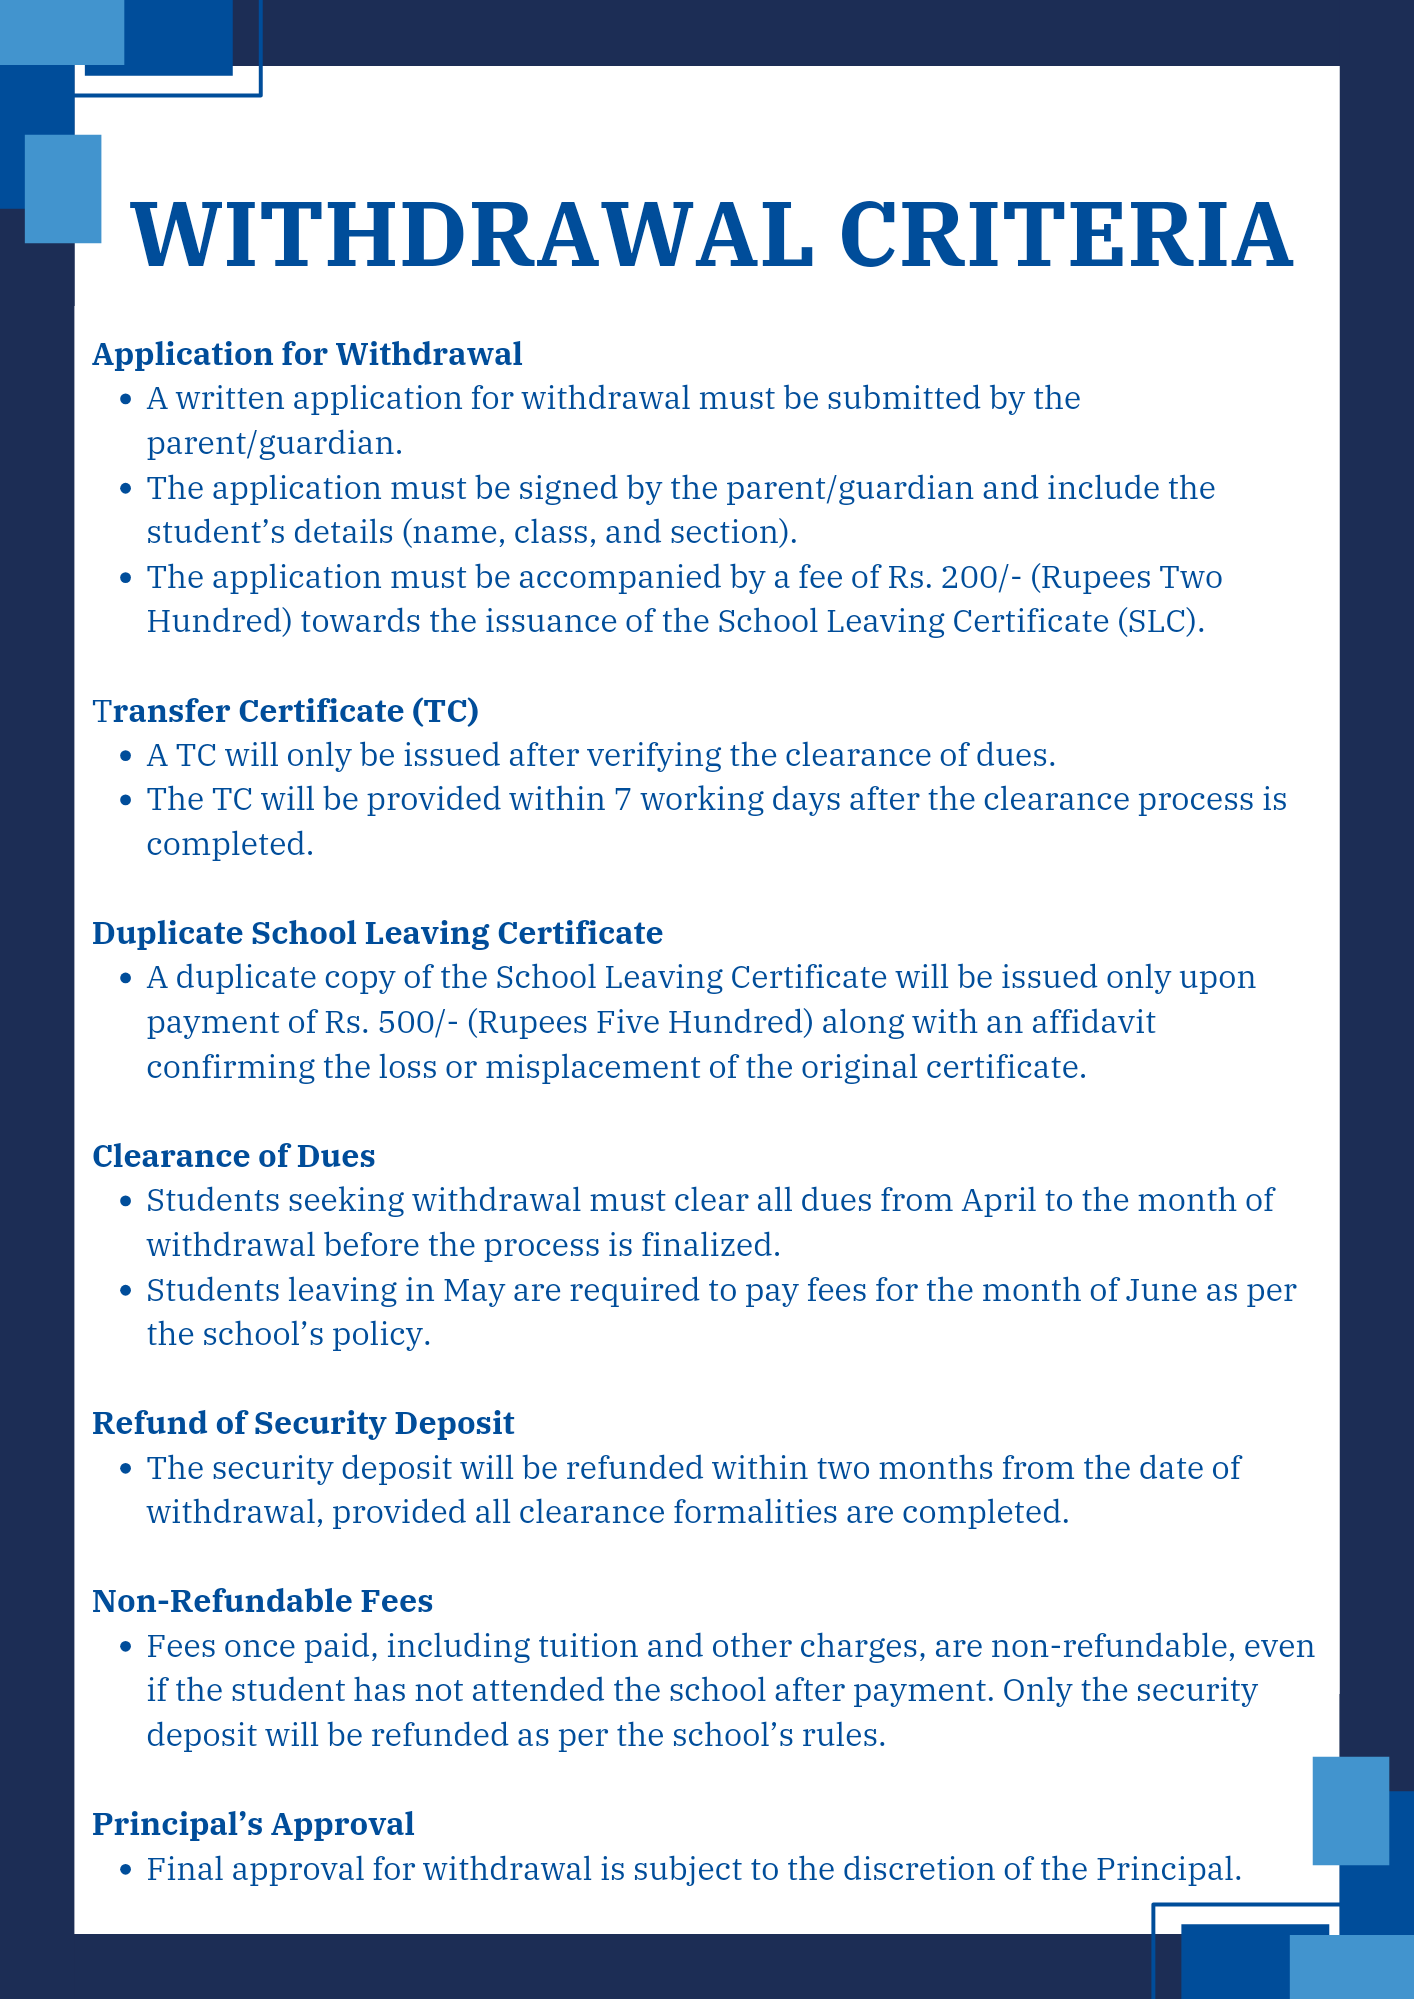 WITHDRAWAL CRITERIA
Application for Withdrawal
• A written application for withdrawal must be submitted by the
parent/guardian.
• The application must be signed by the parent/guardian and include the
student’s details (name, class, and section).
• The application must be accompanied by a fee of Rs. 200/- (Rupees Two
Hundred) towards the issuance of the School Leaving Certificate (SLC).
Transfer Certificate (TC)
• A TC will only be issued after verifying the clearance of dues.
• The TC will be provided within 7 working days after the clearance process is
completed.
Duplicate School Leaving Certificate
• A duplicate copy of the School Leaving Certificate will be issued only upon
payment of Rs. 500/- (Rupees Five Hundred) along with an affidavit
confirming the loss or misplacement of the original certificate.
Clearance of Dues
• Students seeking withdrawal must clear all dues from April to the month of
withdrawal before the process is finalized.
• Students leaving in May are required to pay fees for the month of June as per
the school’s policy.
Refund of Security Deposit
• The security deposit will be refunded within two months from the date of
withdrawal, provided all clearance formalities are completed.
Non-Refundable Fees
• Fees once paid, including tuition and other charges, are non-refundable, even
if the student has not attended the school after payment. Only the security
deposit will be refunded as per the school’s rules.
Principal’s Approval
• Final approval for withdrawal is subject to the discretion of the Principal.